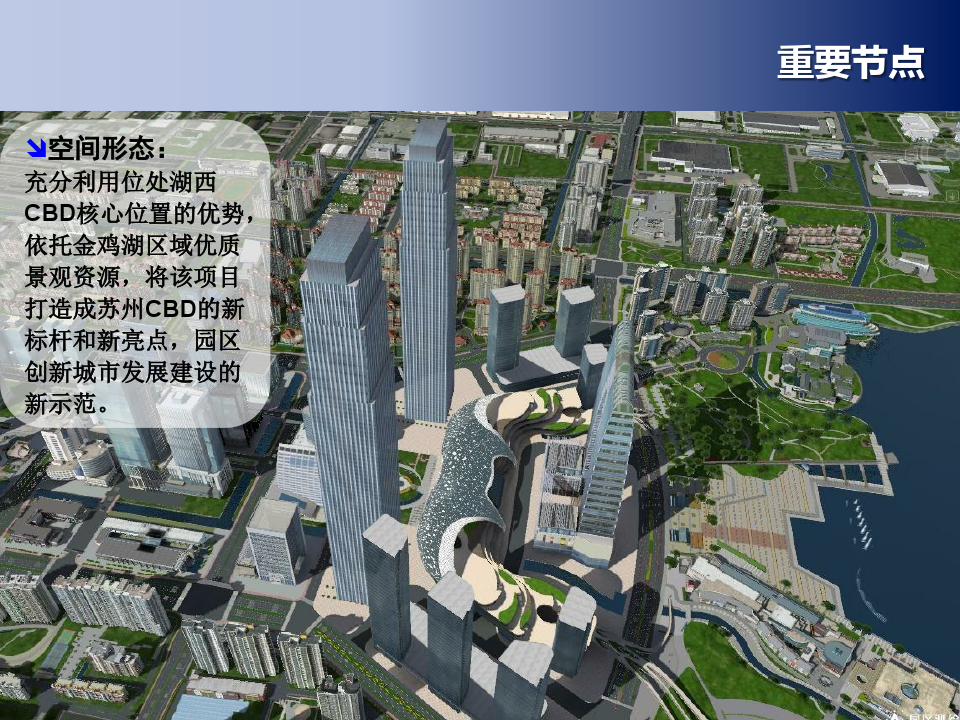 重要节点
空间形态：
充分利用位处湖西
CBD核心位置的优势，
依托金鸡湖区域优质
景观资源，将该项目
打造成苏州CBD的新
标杆和新亮点，园区
创新城市发展建设的
新示范。